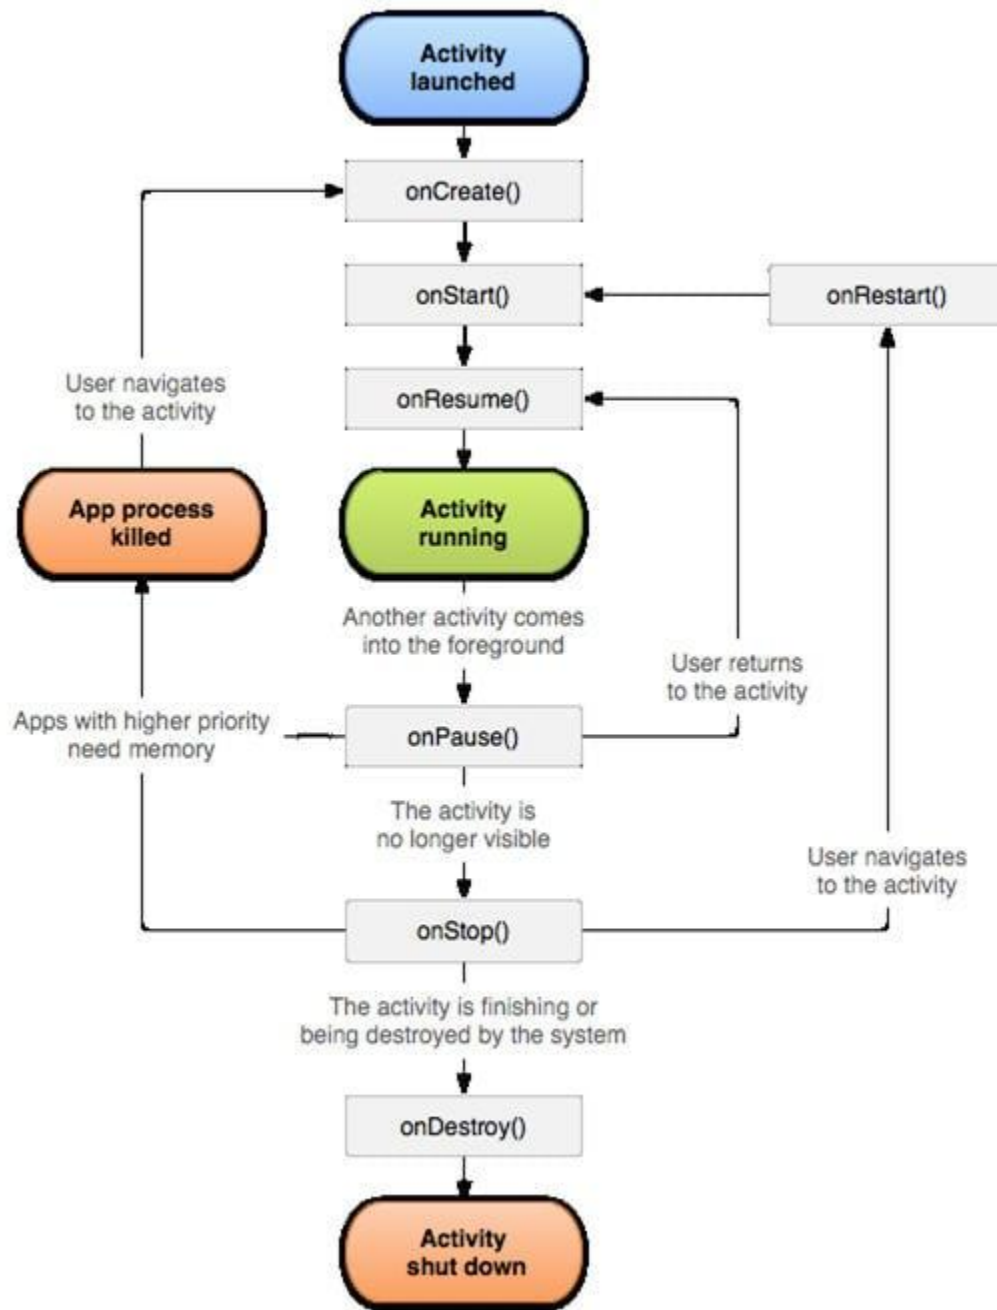 Activity
launched
onCreate()
onStart()
onRestart()
User navigates
to the activity
onResume()
App process
killed
Activity
running
Another activity comes
into the foreground
User returns
to the activity
Apps with higher priority
need memory
onPause()
The activity is
no longer visible
User navigates
to the activity
onStop()
The activity is finishing or
being destroyed by the system
onDestroy()
Activity
shut down